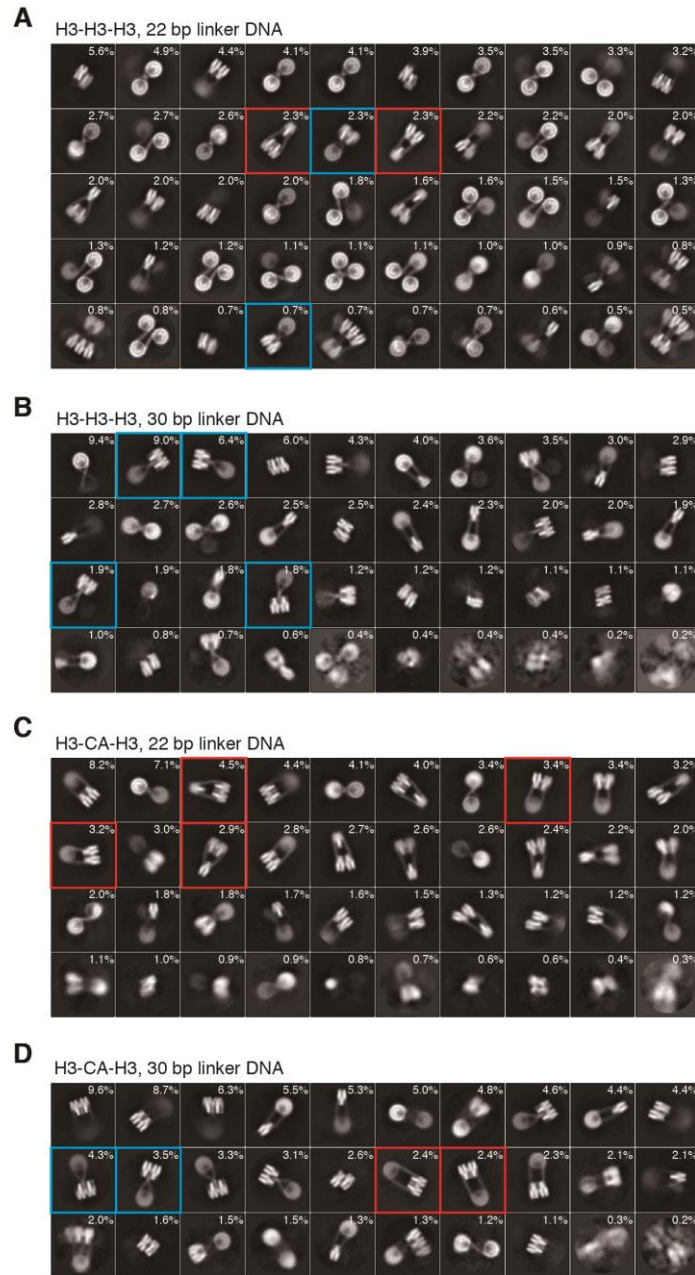 A
H3-H3-H3, 22 bp linker DNA
5.6% 4.9% 4.4% 4.1% 4.1% 3.9% 3.5% 3.5% 3.3% 3.2%
2.7% 2.7% 2.6% 2.3% 2.3% 2.3% 2.2% 2.2% 2.0% 2.0%
2.0% 2.0% 2.0% 2.0% 1.8% 1.6% 1.6% 1.5% 1.5% 1.3%
1.3% 1.2% 1.2% 1.1% 1.1% 1.1% 1.0% 1.0% 0.9% 0.8%
0.8% 0.8% 0.7% 0.7% 0.7% 0.7% 0.7% 0.6% 0.5% 0.5%
B
H3-H3-H3, 30 bp linker DNA
9.4% 9.0% 6.4% 6.0% 4.3% 4.0% 3.6% 3.5% 3.0% 2.9%
2.8% 2.7% 2.6% 2.5% 2.5% 2.4% 2.3% 2.0% 2.0% 1.9%
1.9% 1.9% 1.8% 1.8% 1.2% 1.2% 1.2% 1.1% 1.1% 1.1%
1.0% 0.8% 0.7% 0.6% 0.4% 0.4% 0.4% 0.4% 0.2% 0.2%
C
H3-CA-H3, 22 bp linker DNA
8.2% 7.1% 4.5% 4.4% 4.1% 4.0% 3.4% 3.4% 3.4% 3.2%
3.2% 3.0% 2.9% 2.8% 2.7% 2.6% 2.6% 2.4% 2.2% 2.0%
2.0% 1.8% 1.8% 1.7% 1.6% 1.5% 1.3% 1.2% 1.2% 1.2%
1.1% 1.0% 0.9% 0.9% 0.8% 0.7% 0.6% 0.6% 0.4% 0.3%
D
H3-CA-H3, 30 bp linker DNA
9.6% 8.7% 6.3% 5.5% 5.3% 5.0% 4.8% 4.6% 4.4% 4.4%
4.3% 3.5% 3.3% 3.1% 2.6% 2.4% 2.4% 2.3% 2.1% 2.1%
2.0% 1.6% 1.5% 1.5% 1.3% 1.3% 1.2% 1.1% 0.3% 0.2%